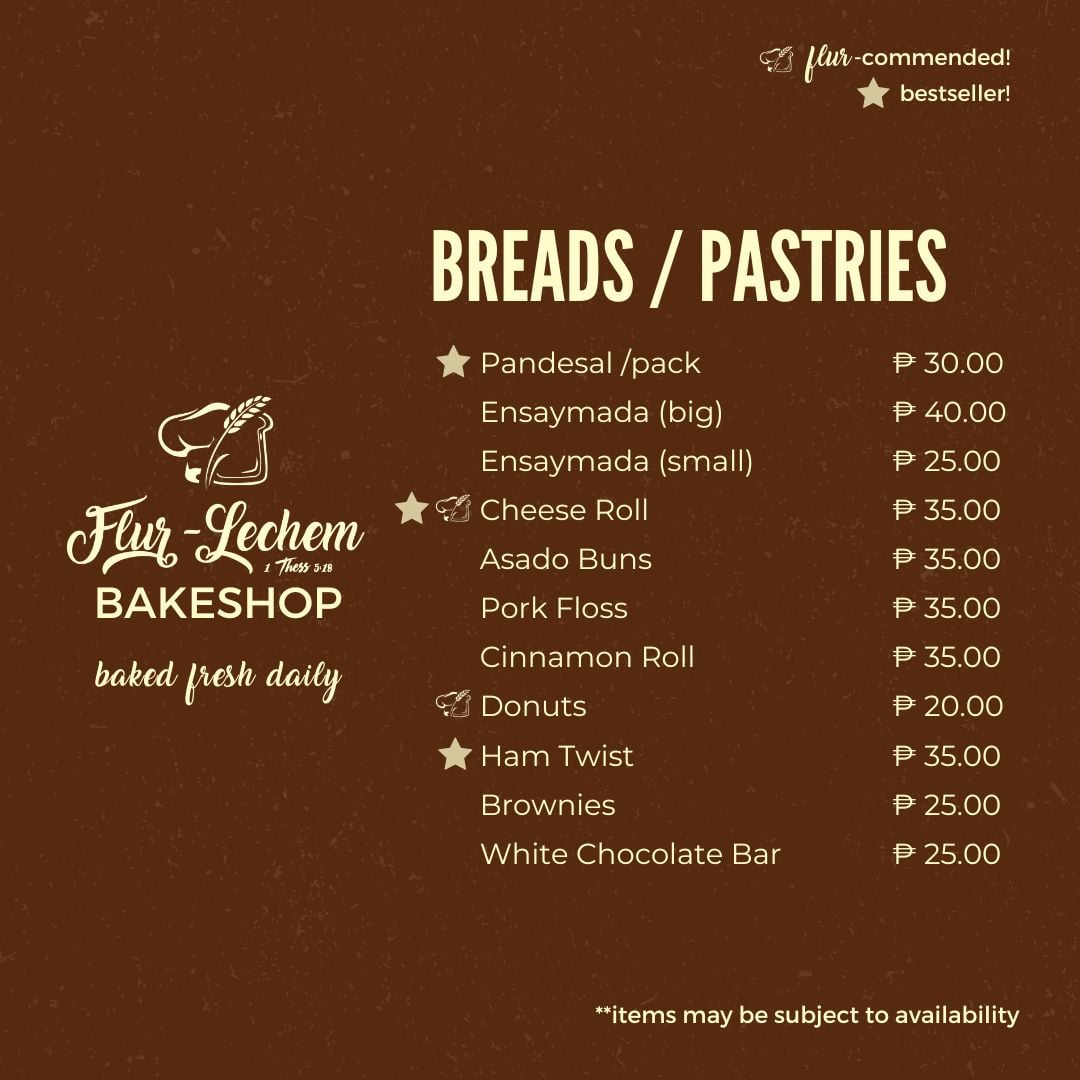 flur-commended!
bestseller!
BREADS / PASTRIES
Pandesal /pack ₱ 30.00
Ensaymada (big) ₱ 40.00
Ensaymada (small) ₱ 25.00
Cheese Roll ₱ 35.00
Asado Buns ₱ 35.00
Pork Floss ₱ 35.00
Cinnamon Roll ₱ 35.00
Donuts ₱ 20.00
Ham Twist ₱ 35.00
Brownies ₱ 25.00
White Chocolate Bar ₱ 25.00
Flur-Lechem
1 Thess 5:18
BAKESHOP
baked fresh daily
**items may be subject to availability